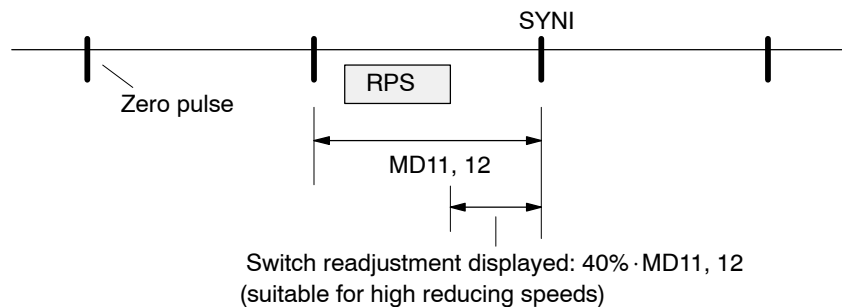 SYNI
RPS
Zero pulse
MD11, 12
Switch readjustment displayed: 40% · MD11, 12
(suitable for high reducing speeds)